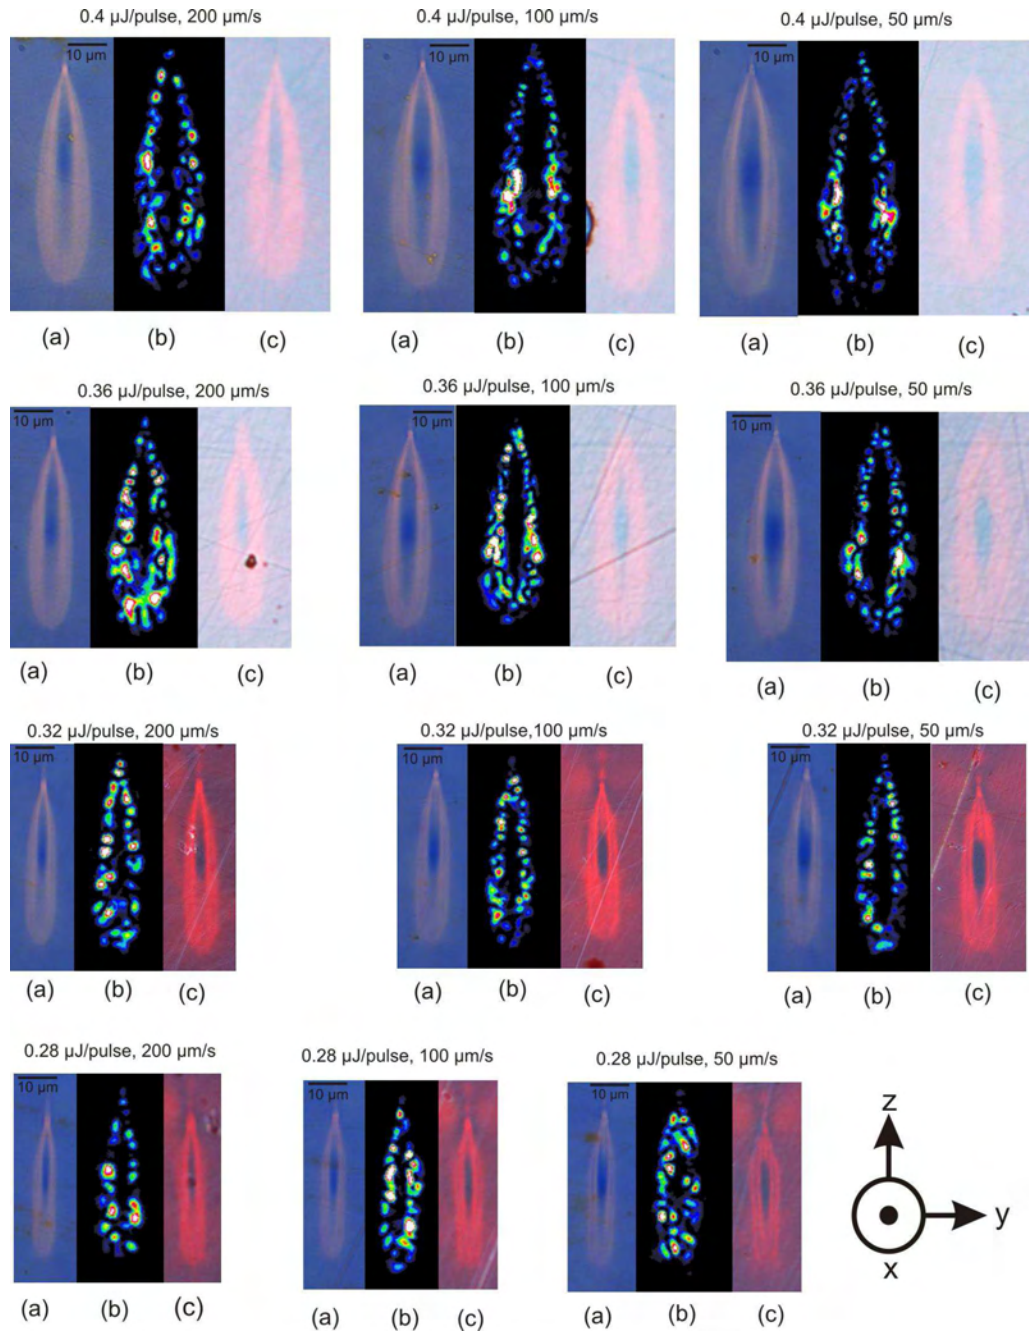 0.4 µJ/pulse, 200 µm/s
0.4 µJ/pulse, 100 µm/s
0.4 µJ/pulse, 50 µm/s
10 µm
10 µm
10 µm
(a)
(b)
(c)
(a)
(b)
(c)
(a)
(b)
(c)
0.36 µJ/pulse, 200 µm/s
0.36 µJ/pulse, 100 µm/s
0.36 µJ/pulse, 50 µm/s
10 µm
10 µm
10 µm
(a)
(b)
(c)
(a)
(b)
(c)
(a)
(b)
(c)
0.32 µJ/pulse, 200 µm/s
0.32 µJ/pulse,100 µm/s
0.32 µJ/pulse, 50 µm/s
10 µm
10 µm
10 µm
(a)
(b)
(c)
(a)
(b)
(c)
(a)
(b)
(c)
0.28 µJ/pulse, 200 µm/s
0.28 µJ/pulse, 100 µm/s
0.28 µJ/pulse, 50 µm/s
10 µm
10 µm
10 µm
(a)
(b)
(c)
(a)
(b)
(c)
(a)
(b)
(c)
z
y
x